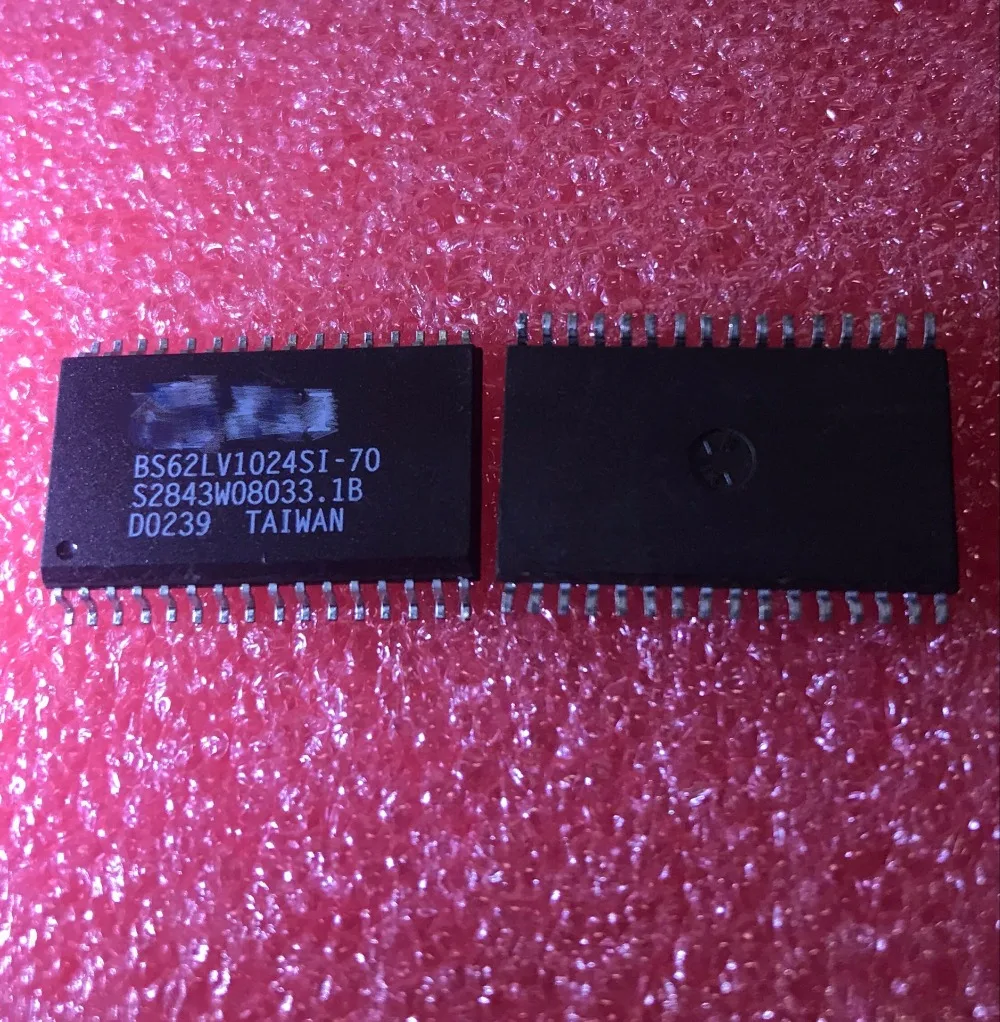 BS62LV1024SI-70
S2843W08033.1B
D0239 TAIWAN